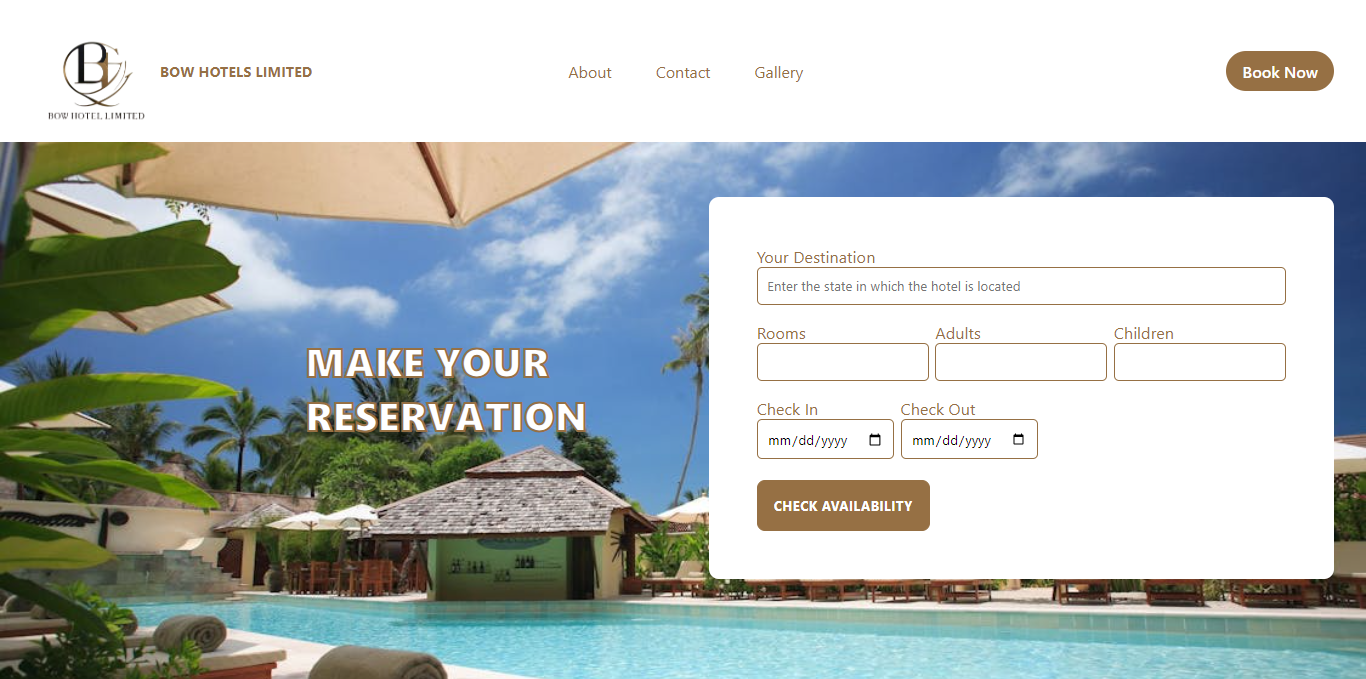 BOW HOTEL LIMITED
BOW HOTELS LIMITED
About
Contact
Gallery
Book Now
MAKE YOUR
RESERVATION
Your Destination
Enter the state in which the hotel is located
Rooms
Adults
Children
Check In
Check Out
mm/dd/yyyy
mm/dd/yyyy
CHECK AVAILABILITY